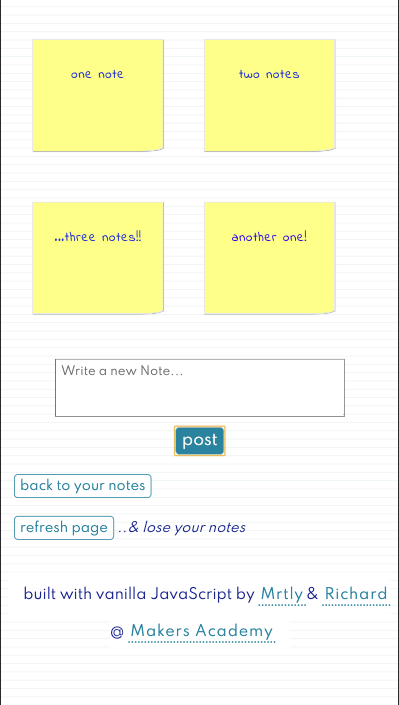 one note
two notes
...three notes!!
another one!
Write a new Note...
post
back to your notes
refresh page ..& lose your notes
built with vanilla JavaScript by Mrtly & Richard
@ Makers Academy